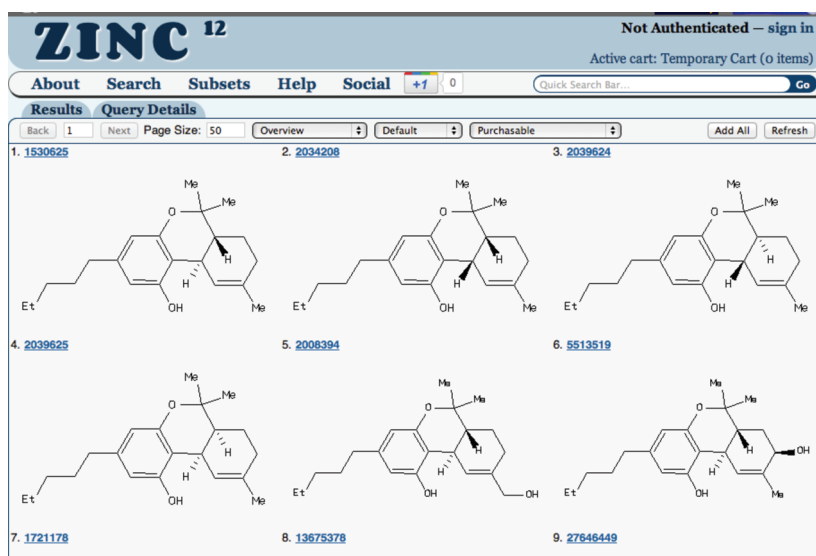 ZINC 12
Not Authenticated — sign in
Active cart: Temporary Cart (0 items)
About Search Subsets Help Social +1 0 Quick Search Bar... Go
Results Query Details
Back 1 Next Page Size: 50 Overview Default Purchasable Add All Refresh
1. 1530625 2. 2034208 3. 2039624
Me Me Me
Me Me Me
O O O
H H H
H H H
Et OH Me Et OH Me Et OH Me
4. 2039625 5. 2008394 6. 5513519
Me Me Me
Me Me Me
O O O
H H H OH
H H H
Et OH Me Et OH OH Et OH Me
7. 1721178 8. 13675378 9. 27646449